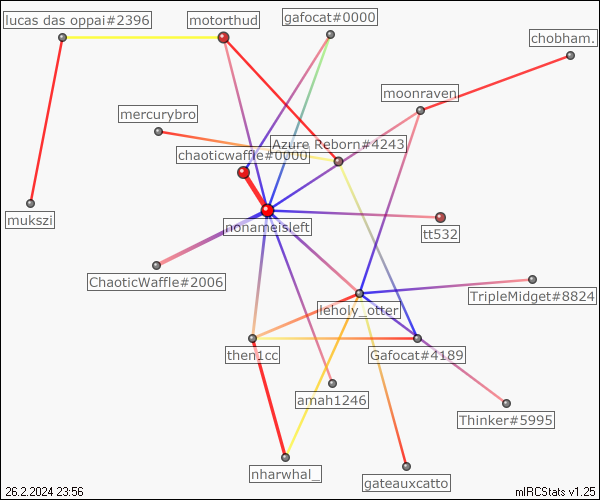 lucas das oppai#2396
motorthud
gafocat#0000
chobham.
moonraven
mercurybro
Azure Reborn#4243
chaoticwaffle#0000
mukszi
nonameisleft
tt532
ChaoticWaffle#2006
TripleMidget#8824
leholy_otter
then1cc
Gafocat#4189
amah1246
Thinker#5995
nharwhal_
gateauxcatto
26.2.2024 23:56
mIRCStats v1.25